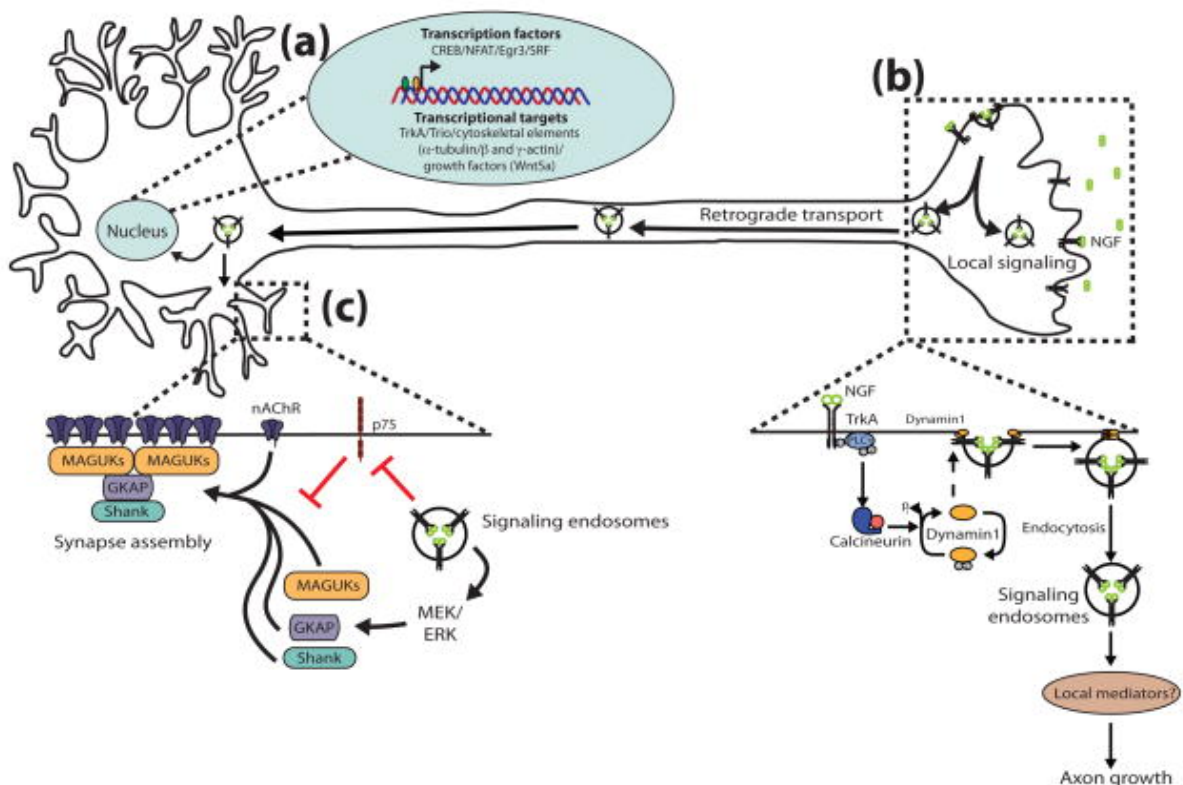 (a)
Transcription factors
CREB/NFAT/Egr3/SRF
Transcriptional targets
TrkA/Trio/cytoskeletal elements
(α-tubulin/β and γ-actin)/
growth factors (Wnt5a)
Nucleus
Retrograde transport
(b)
NGF
Local signaling
(c)
nAChR
p75
MAGUKs
MAGUKs
GKAP
Shank
Synapse assembly
Signaling endosomes
MAGUKs
GKAP
Shank
MEK/
ERK
NGF
TrkA
PLC
Dynamin1
Calcineurin
Dynamin1
Endocytosis
Signaling
endosomes
Local mediators?
Axon growth